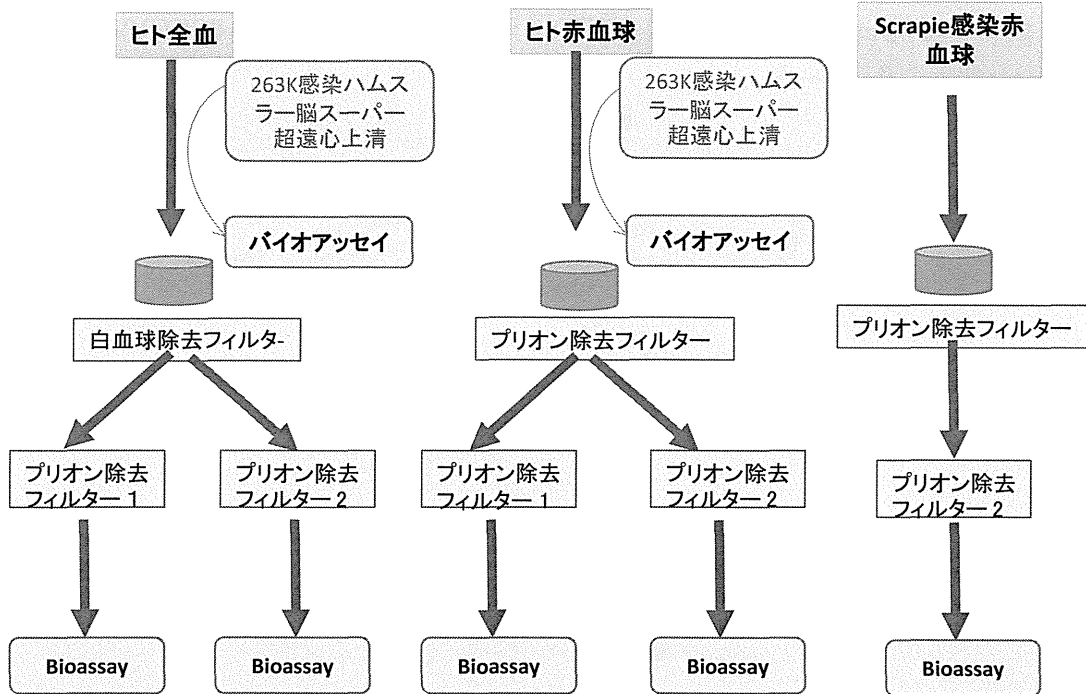 ヒト全血
263K感染ハムス
ラー脳スーパー
超遠心上清
バイオアッセイ
白血球除去フィルター
プリオン除去
フィルター 1
プリオン除去
フィルター 2
Bioassay
Bioassay
ヒト赤血球
263K感染ハムス
ラー脳スーパー
超遠心上清
バイオアッセイ
プリオン除去フィルター
プリオン除去
フィルター 1
プリオン除去
フィルター 2
Bioassay
Bioassay
Scrapie感染赤
血球
プリオン除去フィルター
プリオン除去
フィルター 2
Bioassay